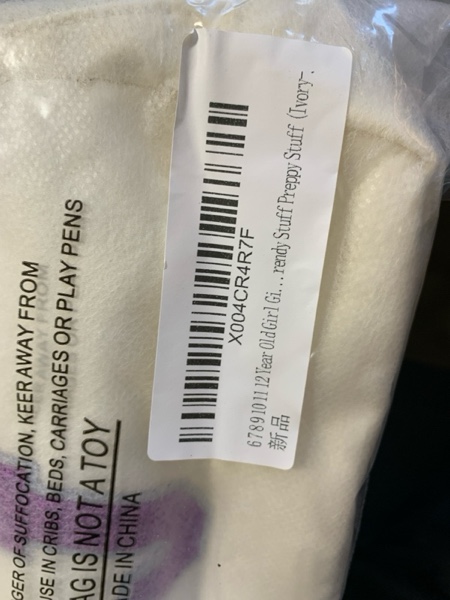 GER OF SUFFOCATION, KEER AWAY FROM
USE IN CRIBS, BEDS, CARRIAGES OR PLAY PENS
AG IS NOT A TOY
ADE IN CHINA
X004CR4R7F
6 7 8 9 10 11 12 Year Old Girl Gi... rendy Stuff Preppy Stuff (Ivory-.
新品